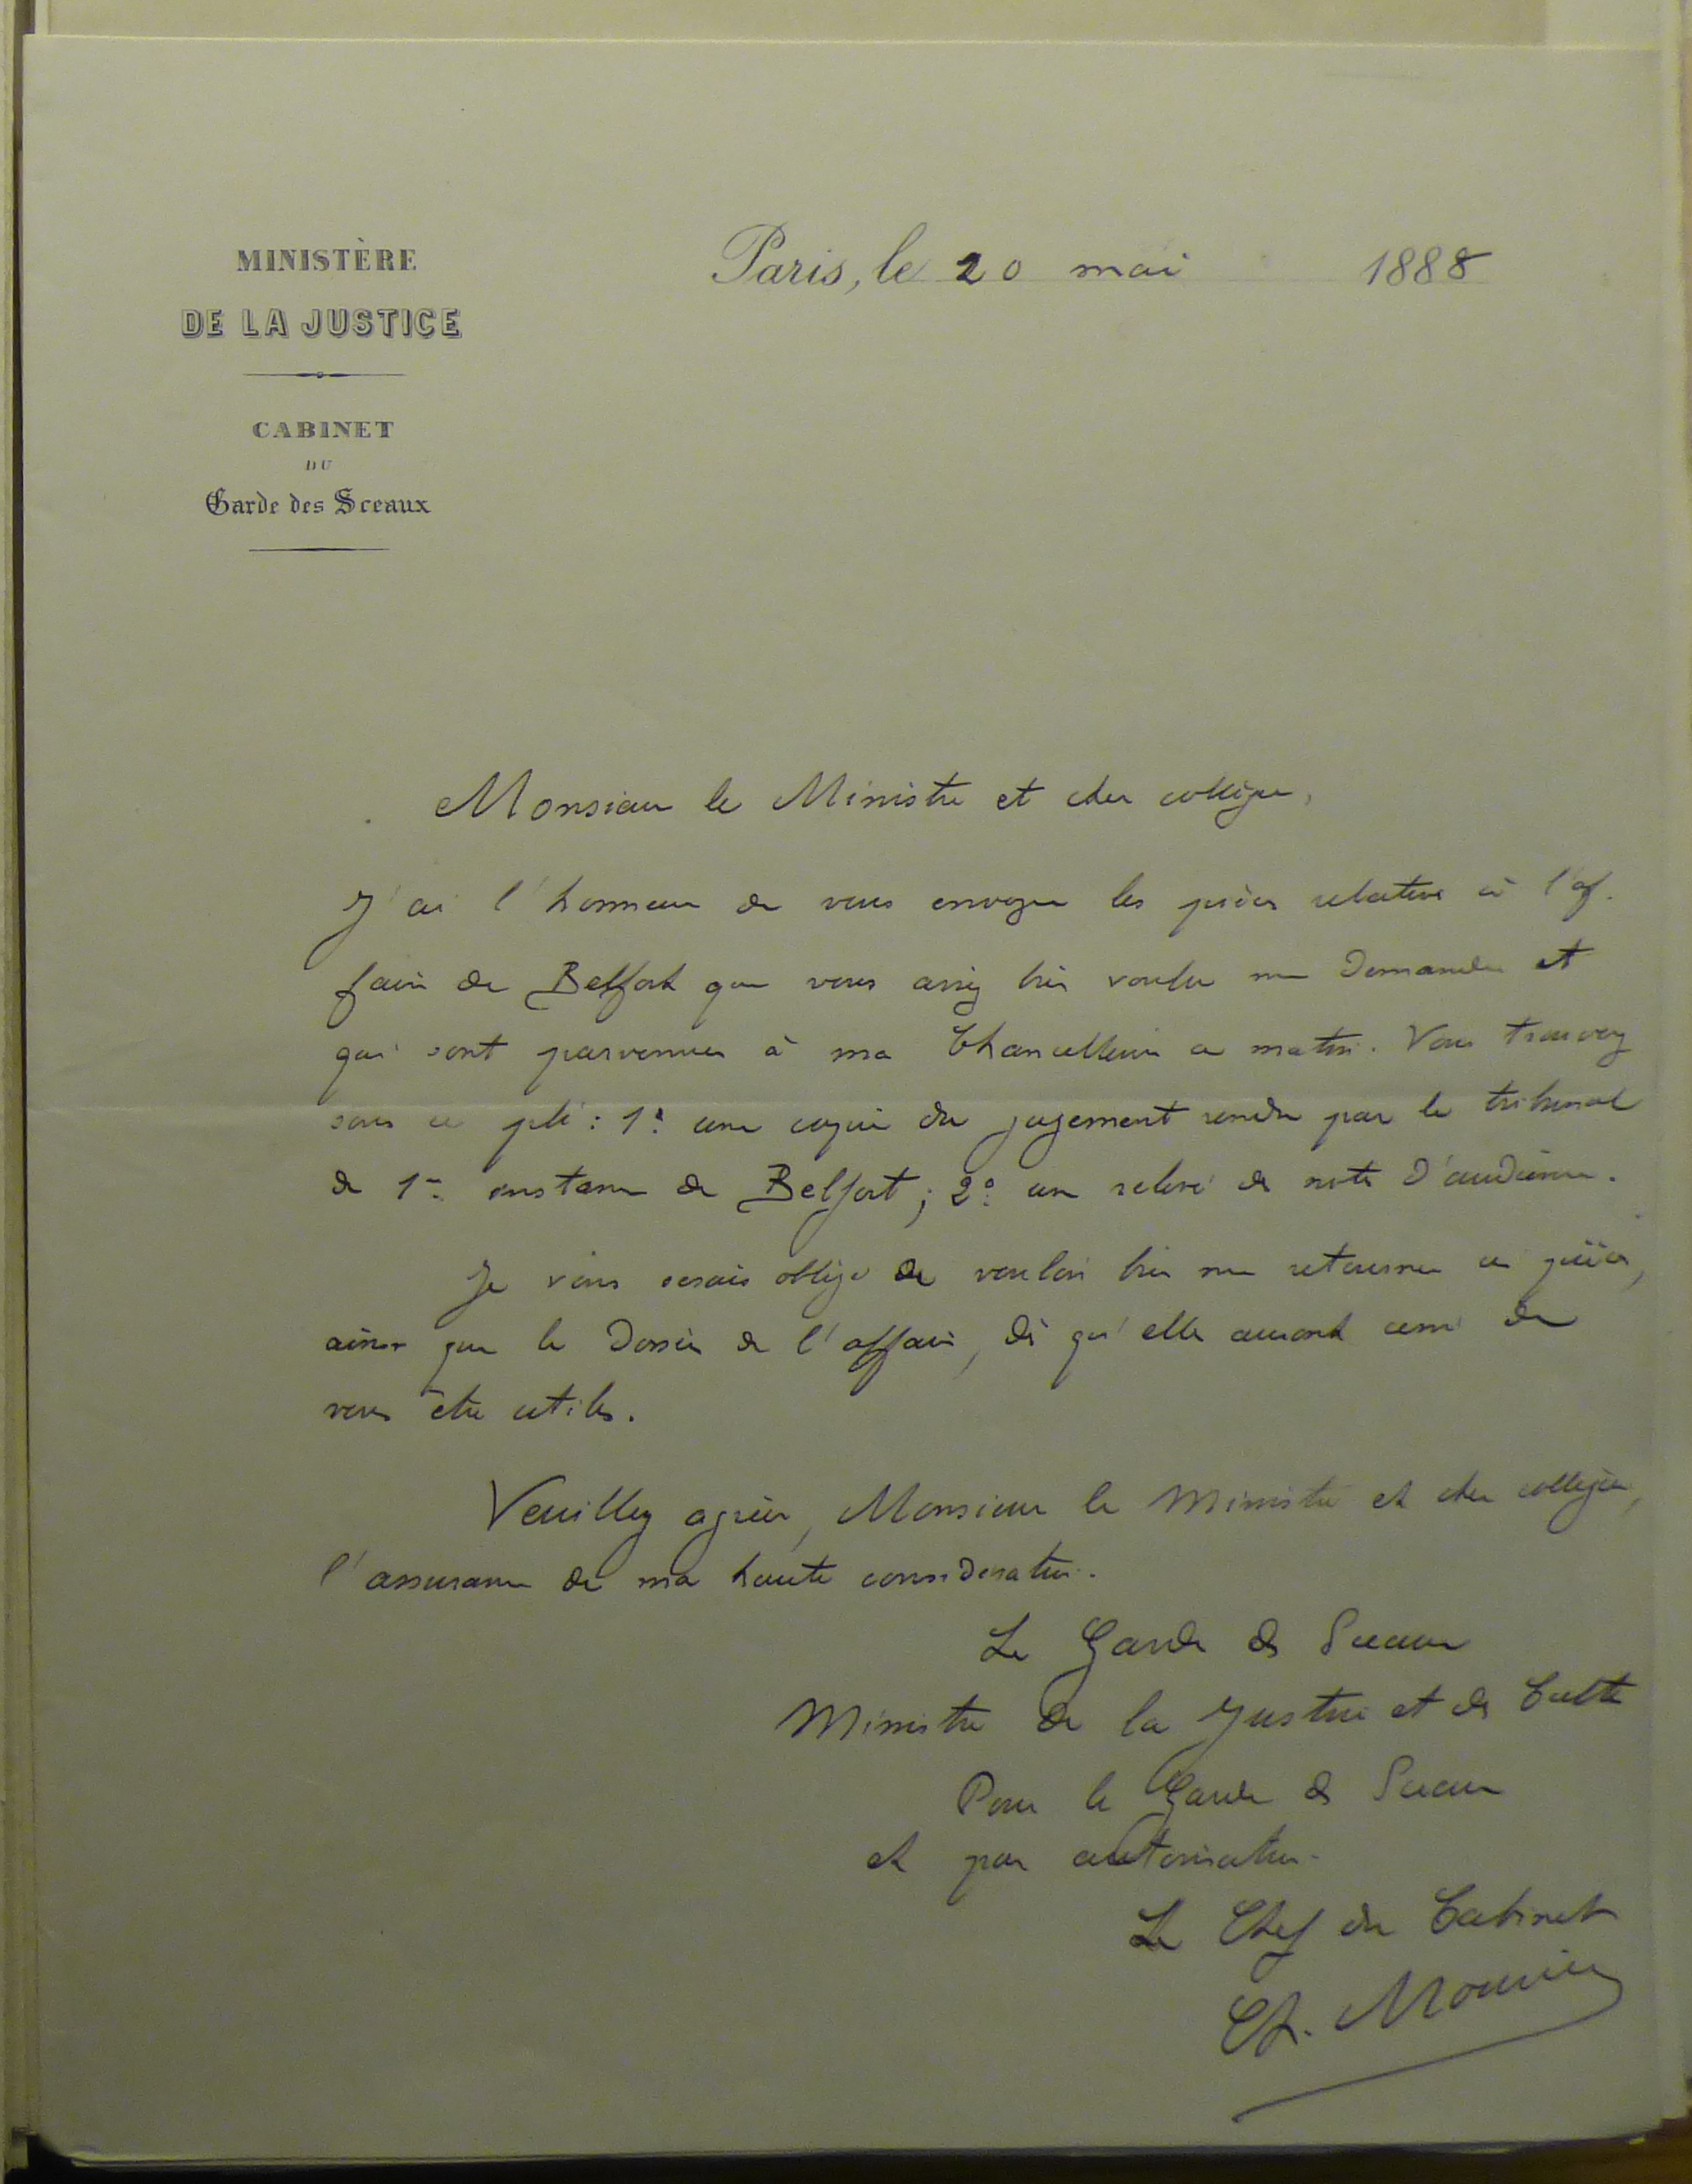 MINISTÈRE
DE LA JUSTICE
CABINET
DU
Garde des Sceaux
Paris, le 20 mai 1888
Monsieur le Ministre et cher collègue,
J'ai l'honneur de vous envoyer les pièces relatives à l'af-
faire de Belfort que vous aviez bien voulu me demander et
qui sont parvenues à ma Chancellerie ce matin. Vous trouverez
sous ce pli : 1º une copie du jugement rendu par le tribunal
de 1re instance de Belfort ; 2º un relevé des notes d'audience.
Je vous serais obligé de vouloir bien me retourner ces pièces,
ainsi que le dossier de l'affaire, dès qu'elles auront cessé de
vous être utiles.
Veuillez agréer, Monsieur le Ministre et cher collègue,
l'assurance de ma haute considération.
Le Garde des Sceaux
Ministre de la Justice et des Cultes
Pour le Garde des Sceaux
et par autorisation.
Le Chef du Cabinet
Ch.